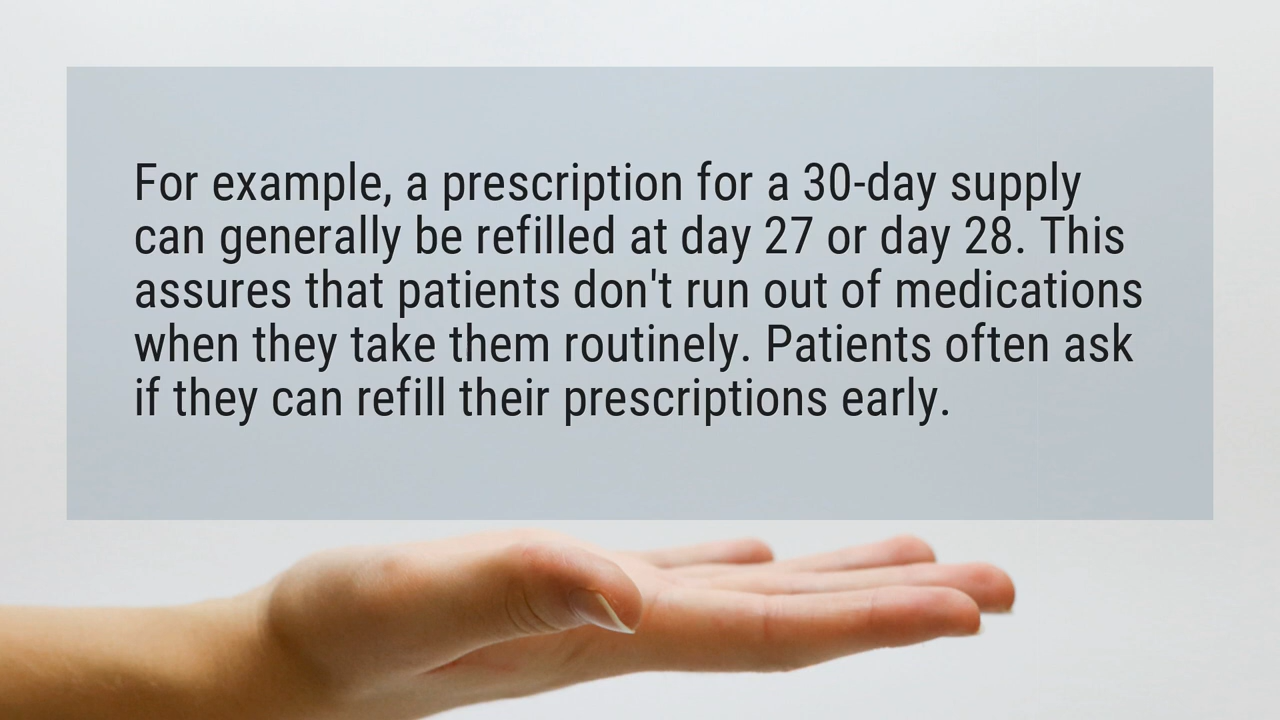 For example, a prescription for a 30-day supply
can generally be refilled at day 27 or day 28. This
assures that patients don't run out of medications
when they take them routinely. Patients often ask
if they can refill their prescriptions early.